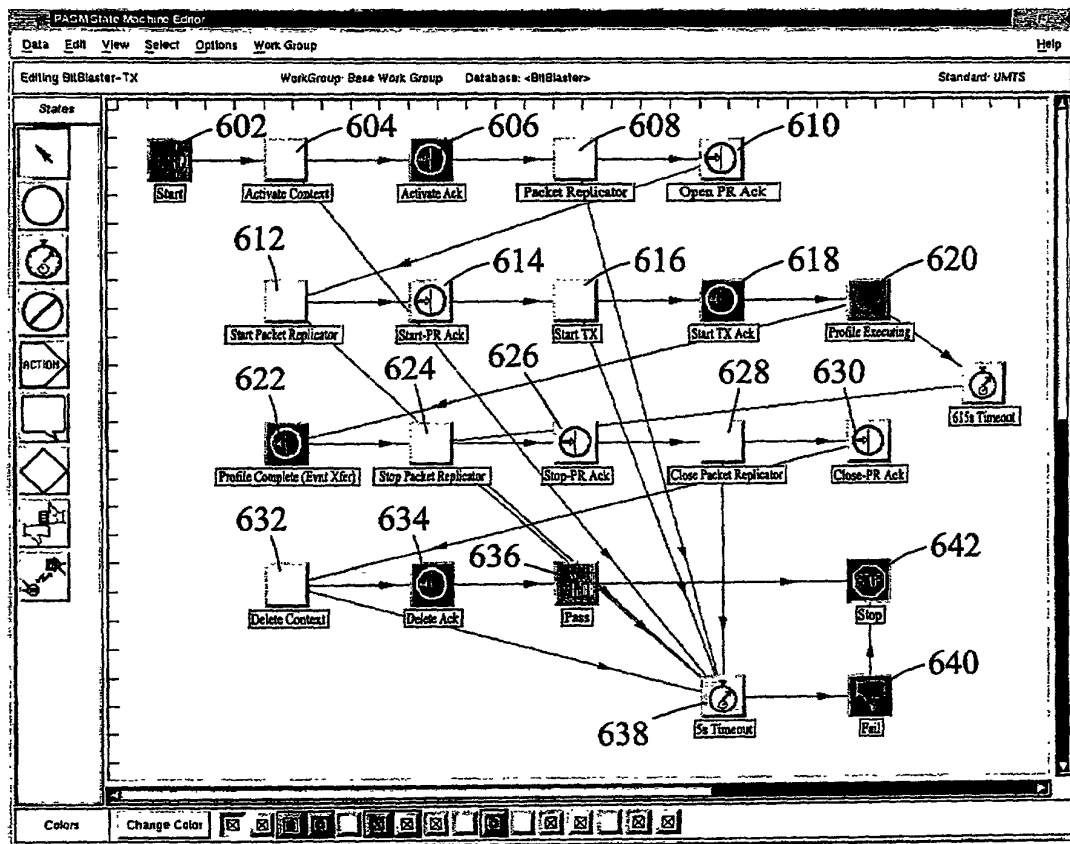 PASM State Machine Editor
Data Edit View Select Options Work Group Help
Editing BitBlaster-TX WorkGroup: Base Work Group Database: <BitBlaster> Standard: UMTS
States
602 604 606 608 610
Start Activate Context Activate Ack Packet Replicator Open PR Ack
612 614 616 618 620
Start Packet Replicator Start-PR Ack Start TX Start TX Ack Profile Executing
ACTION
622 624 626 628 630
615s Timeout
Profile Complete (Evnt Xfer) Stop Packet Replicator Stop-PR Ack Close Packet Replicator Close-PR Ack
632 634 636 642
Delete Context Delete Ack Pass Stop
638 640
5s Timeout Fail
Colors Change Color